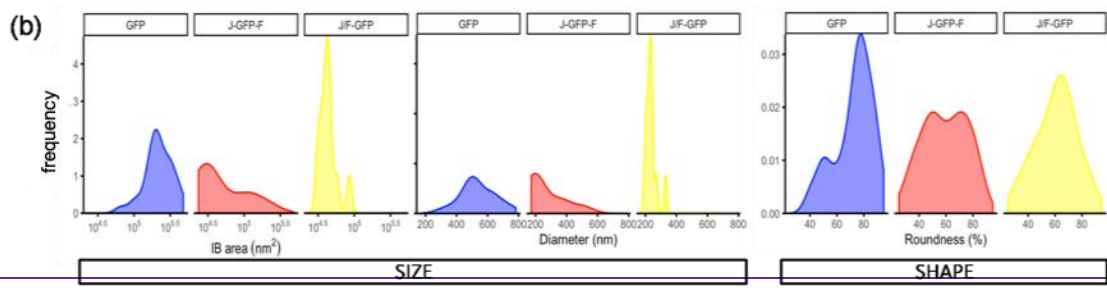 (b)
GFP J-GFP-F J/F-GFP GFP J-GFP-F J/F-GFP GFP J-GFP-F J/F-GFP
frequency
4
3
2
1
0
0.03
0.02
0.01
0.00
10^4.5 10^5 10^5.5 10^4.5 10^5 10^5.5 10^4.5 10^5 10^5.5 200 400 600 800 200 400 600 800 200 400 600 800 40 60 80 40 60 80 40 60 80
IB area (nm²) Diameter (nm) Roundness (%)
SIZE SHAPE